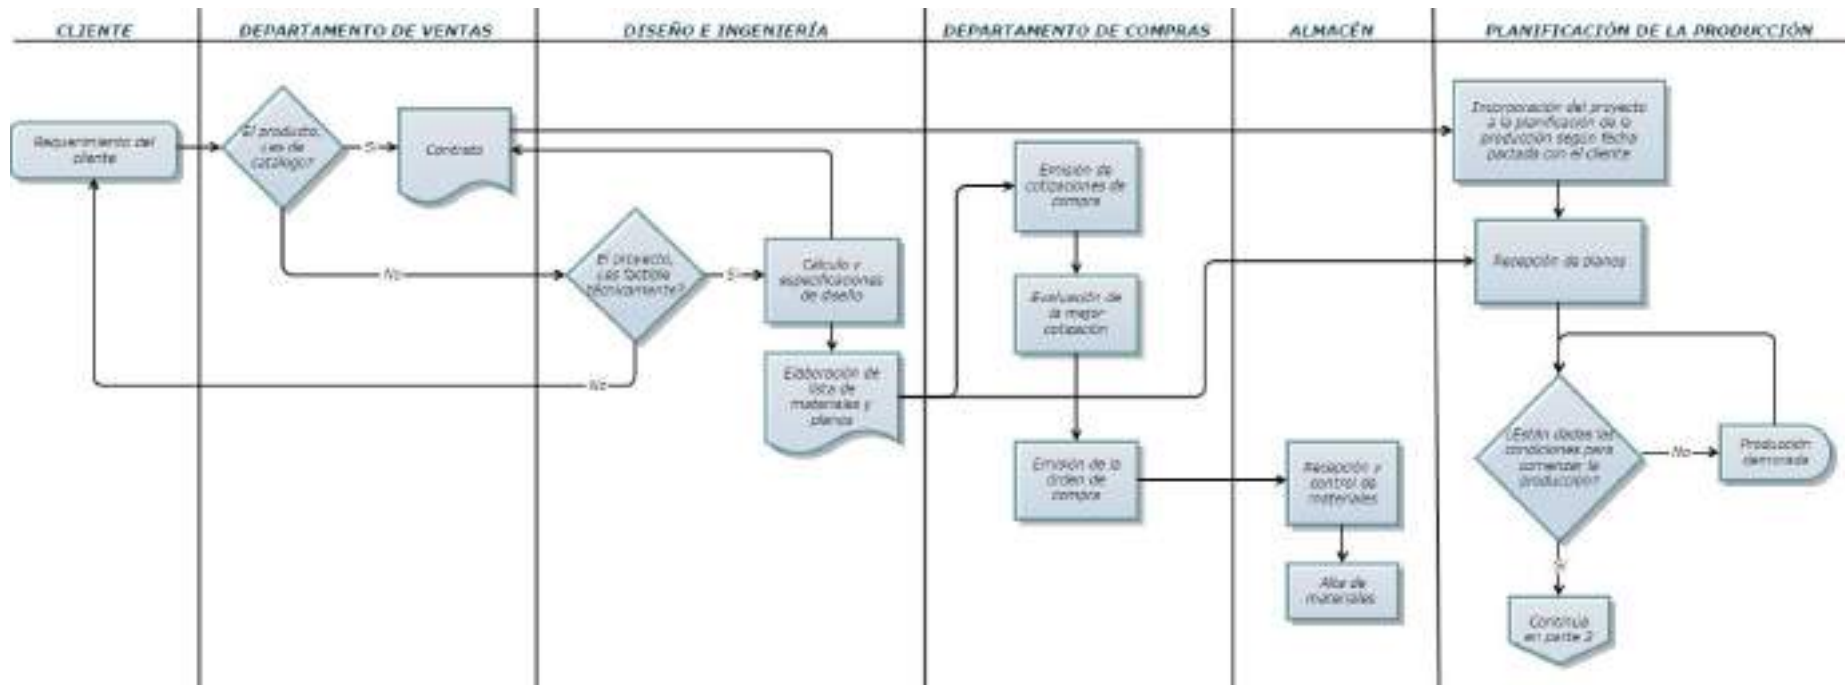 CLIENTE
DEPARTAMENTO DE VENTAS
DISEÑO E INGENIERÍA
DEPARTAMENTO DE COMPRAS
ALMACÉN
PLANIFICACIÓN DE LA PRODUCCIÓN
Requerimiento del
cliente
El producto,
¿es de
catálogo?
Si
Contrato
No
El proyecto,
¿es factible
técnicamente?
Si
No
Cálculo y
especificaciones
de diseño
Elaboración de
lista de
materiales y
planos
Emisión de
cotizaciones de
compra
Evaluación de
la mejor
cotización
Emisión de la
órden de
compra
Recepción y
control de
materiales
Alta de
materiales
Incorporación del proyecto
a la planificación de la
producción según fecha
pactada con el cliente
Recepción de planos
¿Están dadas las
condiciones para
comenzar la
producción?
No
Producción
demorada
Si
Continúa
en parte 2